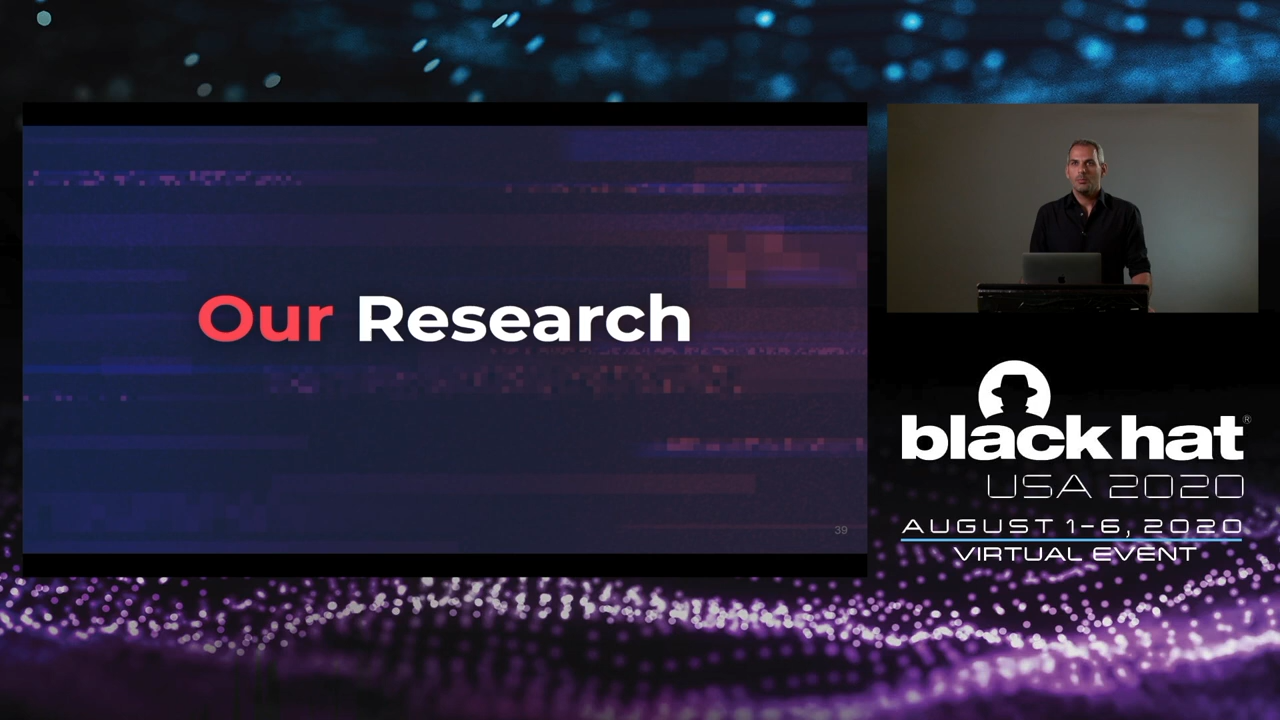 Our Research
39
black hat®
USA 2020
AUGUST 1-6, 2020
VIRTUAL EVENT